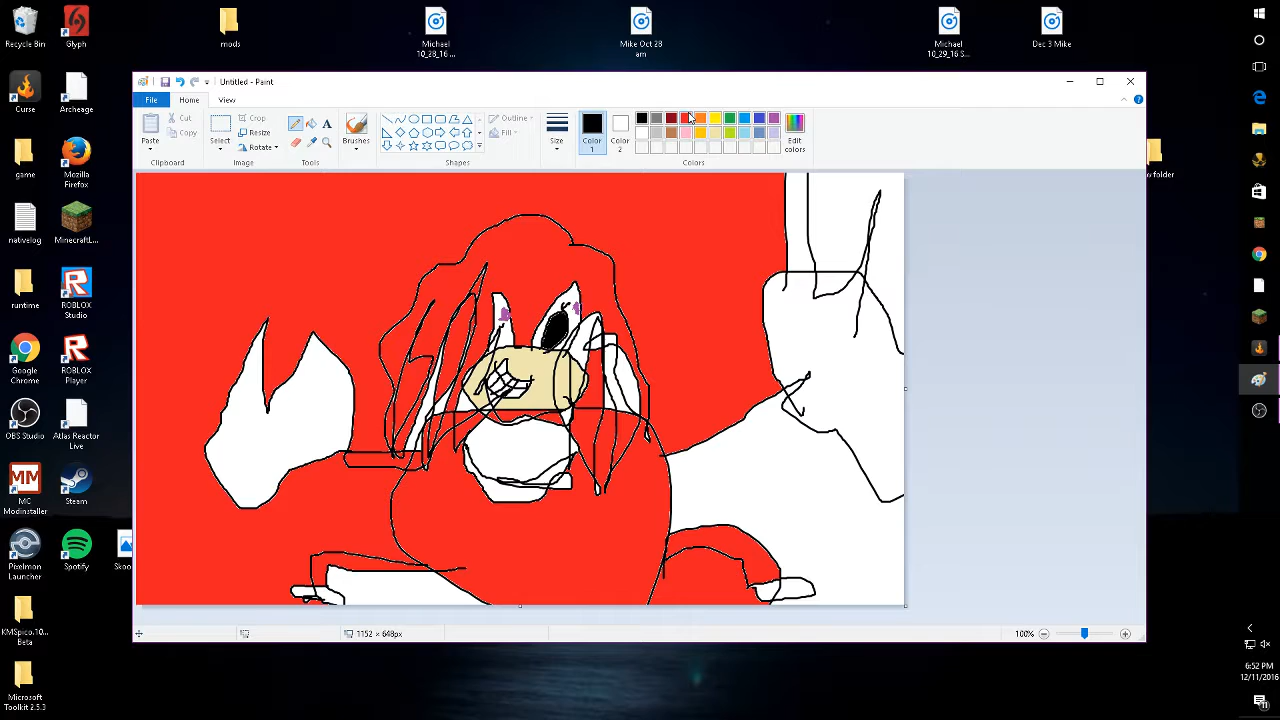 Recycle Bin
Glyph
mods
Michael 10_28_16 ...
Mike Oct 28 am
Michael 10_29_16 S...
Dec 3 Mike
Curse
Archeage
game
Mozilla Firefox
nativelog
MinecraftL...
runtime
ROBLOX Studio
Google Chrome
ROBLOX Player
OBS Studio
Atlas Reactor Live
MC Modinstaller
Steam
Pixelmon Launcher
Spotify
Skoo
KMSpico.10... Beta
Microsoft Toolkit 2.5.3
o folder
Untitled - Paint
File
Home
View
Paste
Cut
Copy
Clipboard
Select
Crop
Resize
Rotate
Image
A
Tools
Brushes
Shapes
Outline
Fill
Size
Color 1
Color 2
Edit colors
Colors
1152 × 648px
100%
6:52 PM
12/11/2016